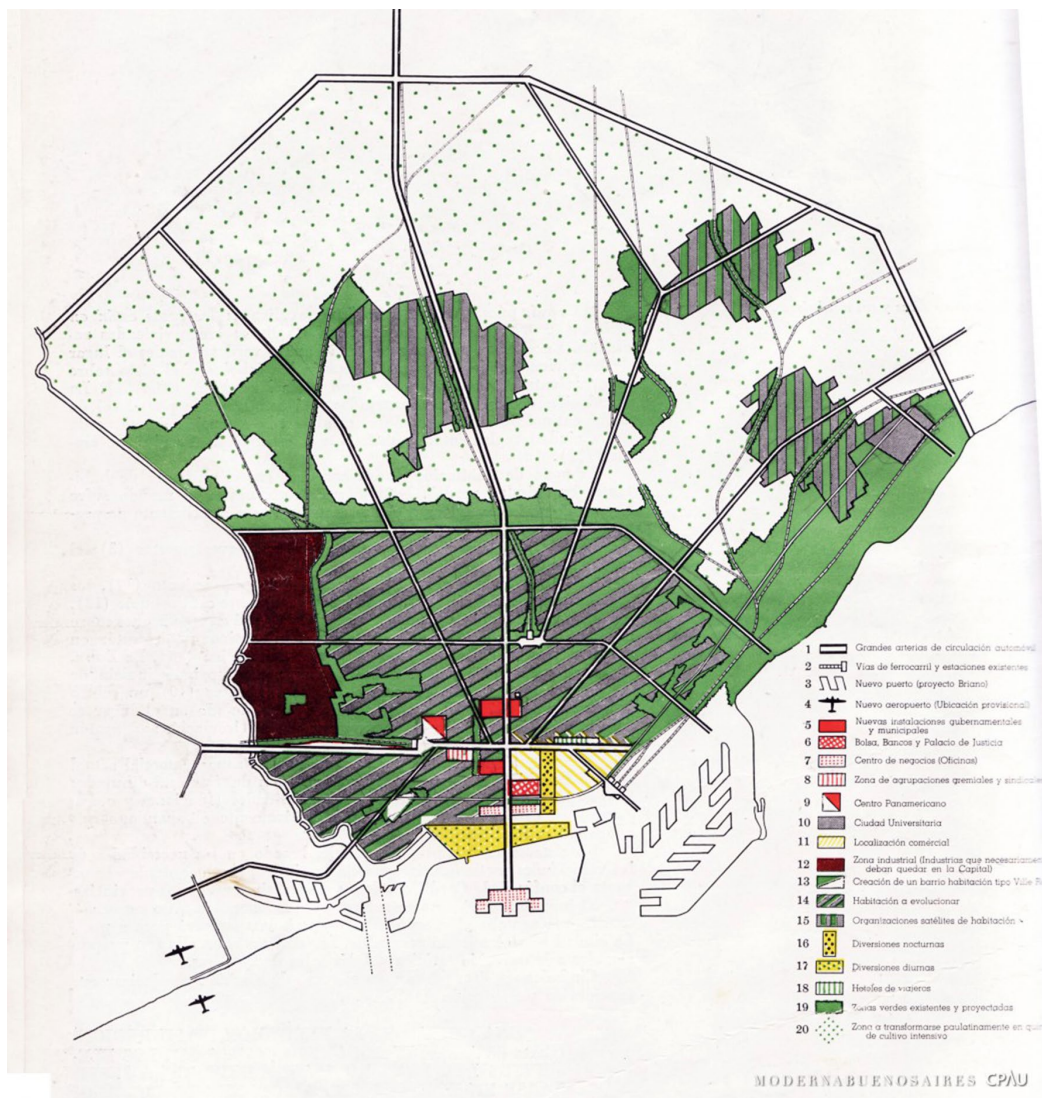 1 Grandes arterias de circulación
2 Vías de ferrocarril y estaciones existentes
3 Nuevo puerto (proyecto Briano)
4 Nuevo aeropuerto (Ubicación provisional)
5 Nuevas instalaciones gubernamentales
y municipales
6 Bolsa, Bancos y Palacio de Justicia
7 Centro de negocios (Oficinas)
8 Zona de agrupaciones gremiales y
9 Centro Panamericano
10 Ciudad Universitaria
11 Localización comercial
12 Zona industrial (Industrias que
deban quedar en la Capital)
13 Creación de un barrio habitación tipo Ville
14 Habitación a evolucionar
15 Organizaciones satélites de habitación
16 Diversiones nocturnas
17 Diversiones diurnas
18 Hoteles de viajeros
19 Zonas verdes existentes y proyectadas
20 Zona a transformarse paulatinamente en
de cultivo intensivo
MODERNABUENOSAIRES CPAU